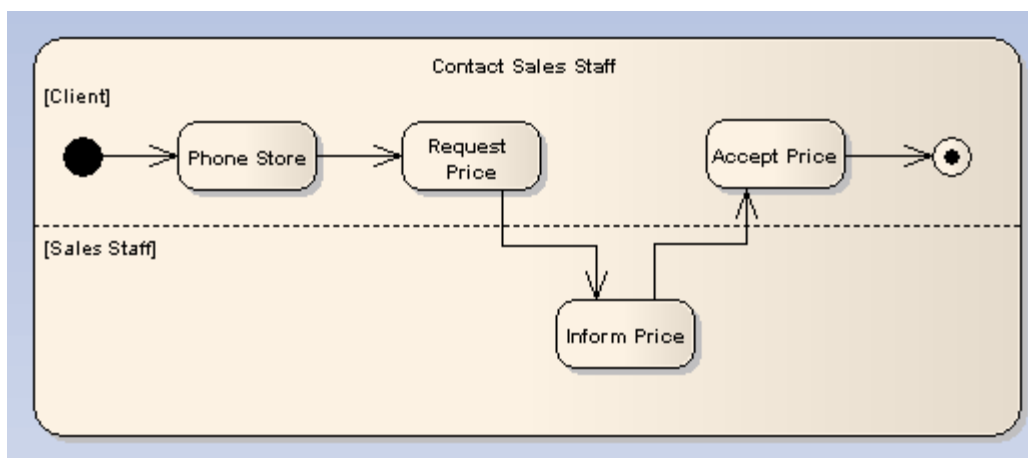 Contact Sales Staff
[Client]
Phone Store
Request
Price
Accept Price
[Sales Staff]
Inform Price